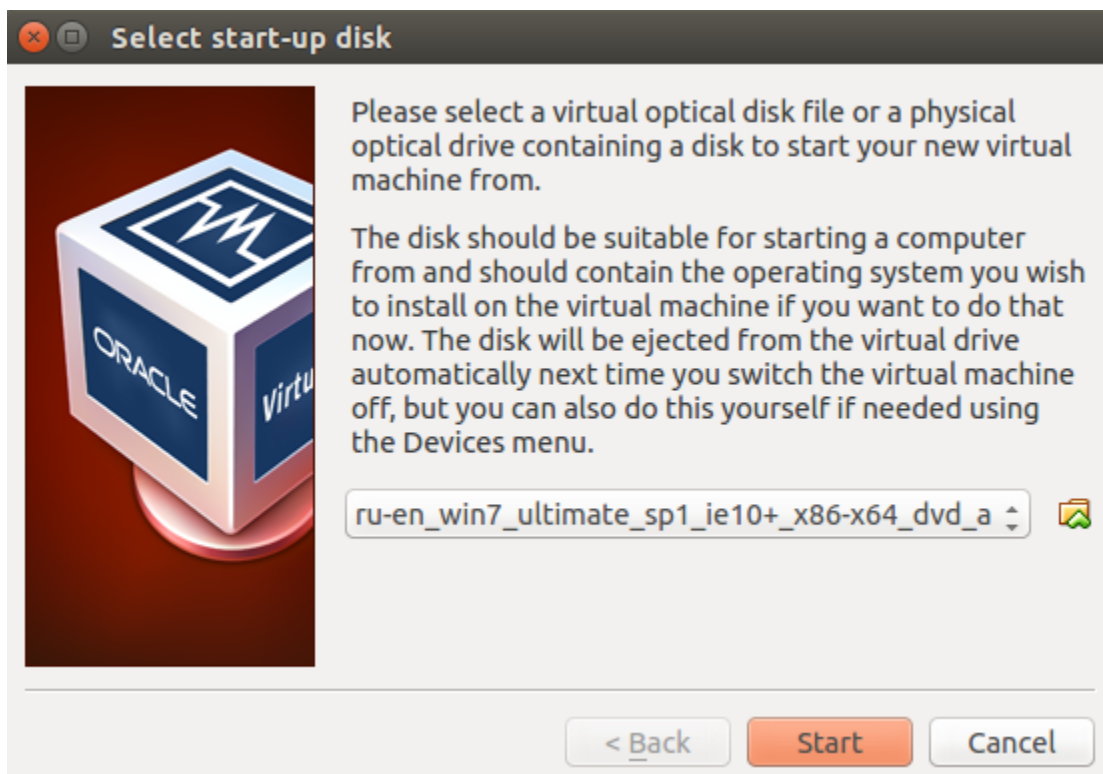 Select start-up disk
Please select a virtual optical disk file or a physical
optical drive containing a disk to start your new virtual
machine from.
The disk should be suitable for starting a computer
from and should contain the operating system you wish
to install on the virtual machine if you want to do that
now. The disk will be ejected from the virtual drive
automatically next time you switch the virtual machine
off, but you can also do this yourself if needed using
the Devices menu.
ORACLE
Virtu
ru-en_win7_ultimate_sp1_ie10+_x86-x64_dvd_a
< Back
Start
Cancel